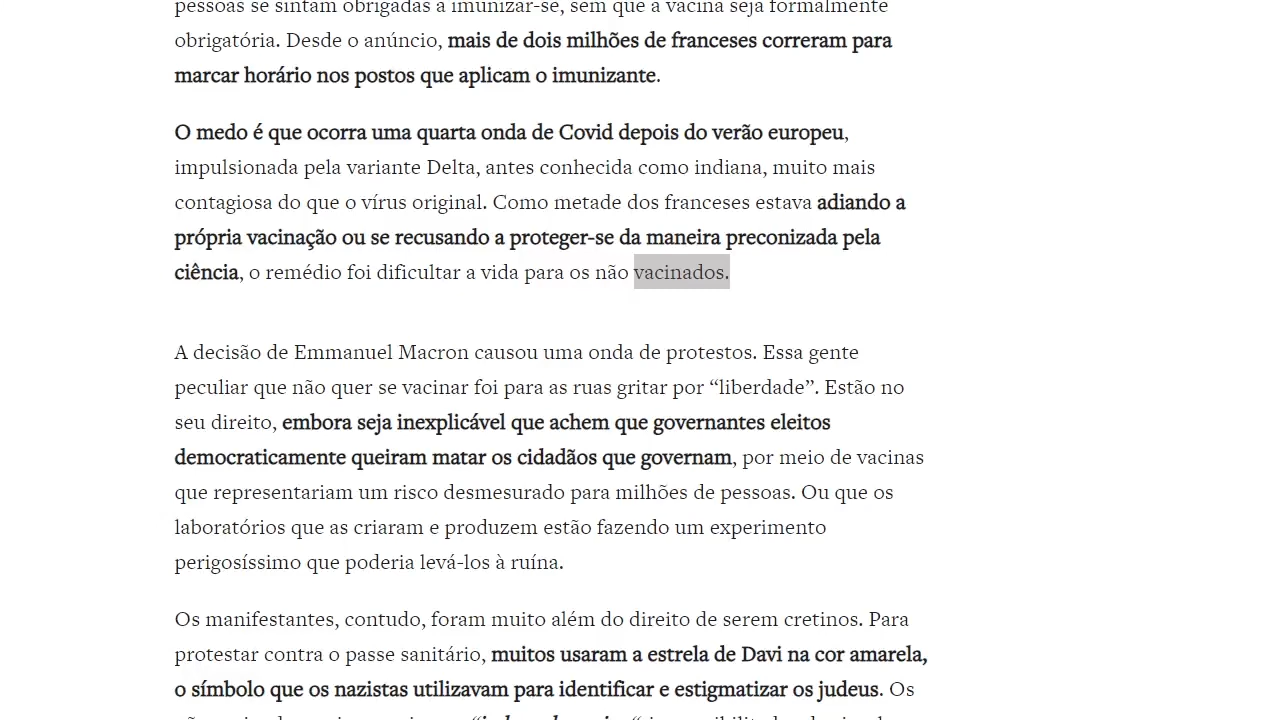 pessoas se sintam obrigadas a imunizar-se, sem que a vacina seja formalmente
obrigatória. Desde o anúncio, mais de dois milhões de franceses correram para
marcar horário nos postos que aplicam o imunizante.
O medo é que ocorra uma quarta onda de Covid depois do verão europeu,
impulsionada pela variante Delta, antes conhecida como indiana, muito mais
contagiosa do que o vírus original. Como metade dos franceses estava adiando a
própria vacinação ou se recusando a proteger-se da maneira preconizada pela
ciência, o remédio foi dificultar a vida para os não vacinados.
A decisão de Emmanuel Macron causou uma onda de protestos. Essa gente
peculiar que não quer se vacinar foi para as ruas gritar por “liberdade”. Estão no
seu direito, embora seja inexplicável que achem que governantes eleitos
democraticamente queiram matar os cidadãos que governam, por meio de vacinas
que representariam um risco desmesurado para milhões de pessoas. Ou que os
laboratórios que as criaram e produzem estão fazendo um experimento
perigosíssimo que poderia levá-los à ruína.
Os manifestantes, contudo, foram muito além do direito de serem cretinos. Para
protestar contra o passe sanitário, muitos usaram a estrela de Davi na cor amarela,
o símbolo que os nazistas utilizavam para identificar e estigmatizar os judeus. Os